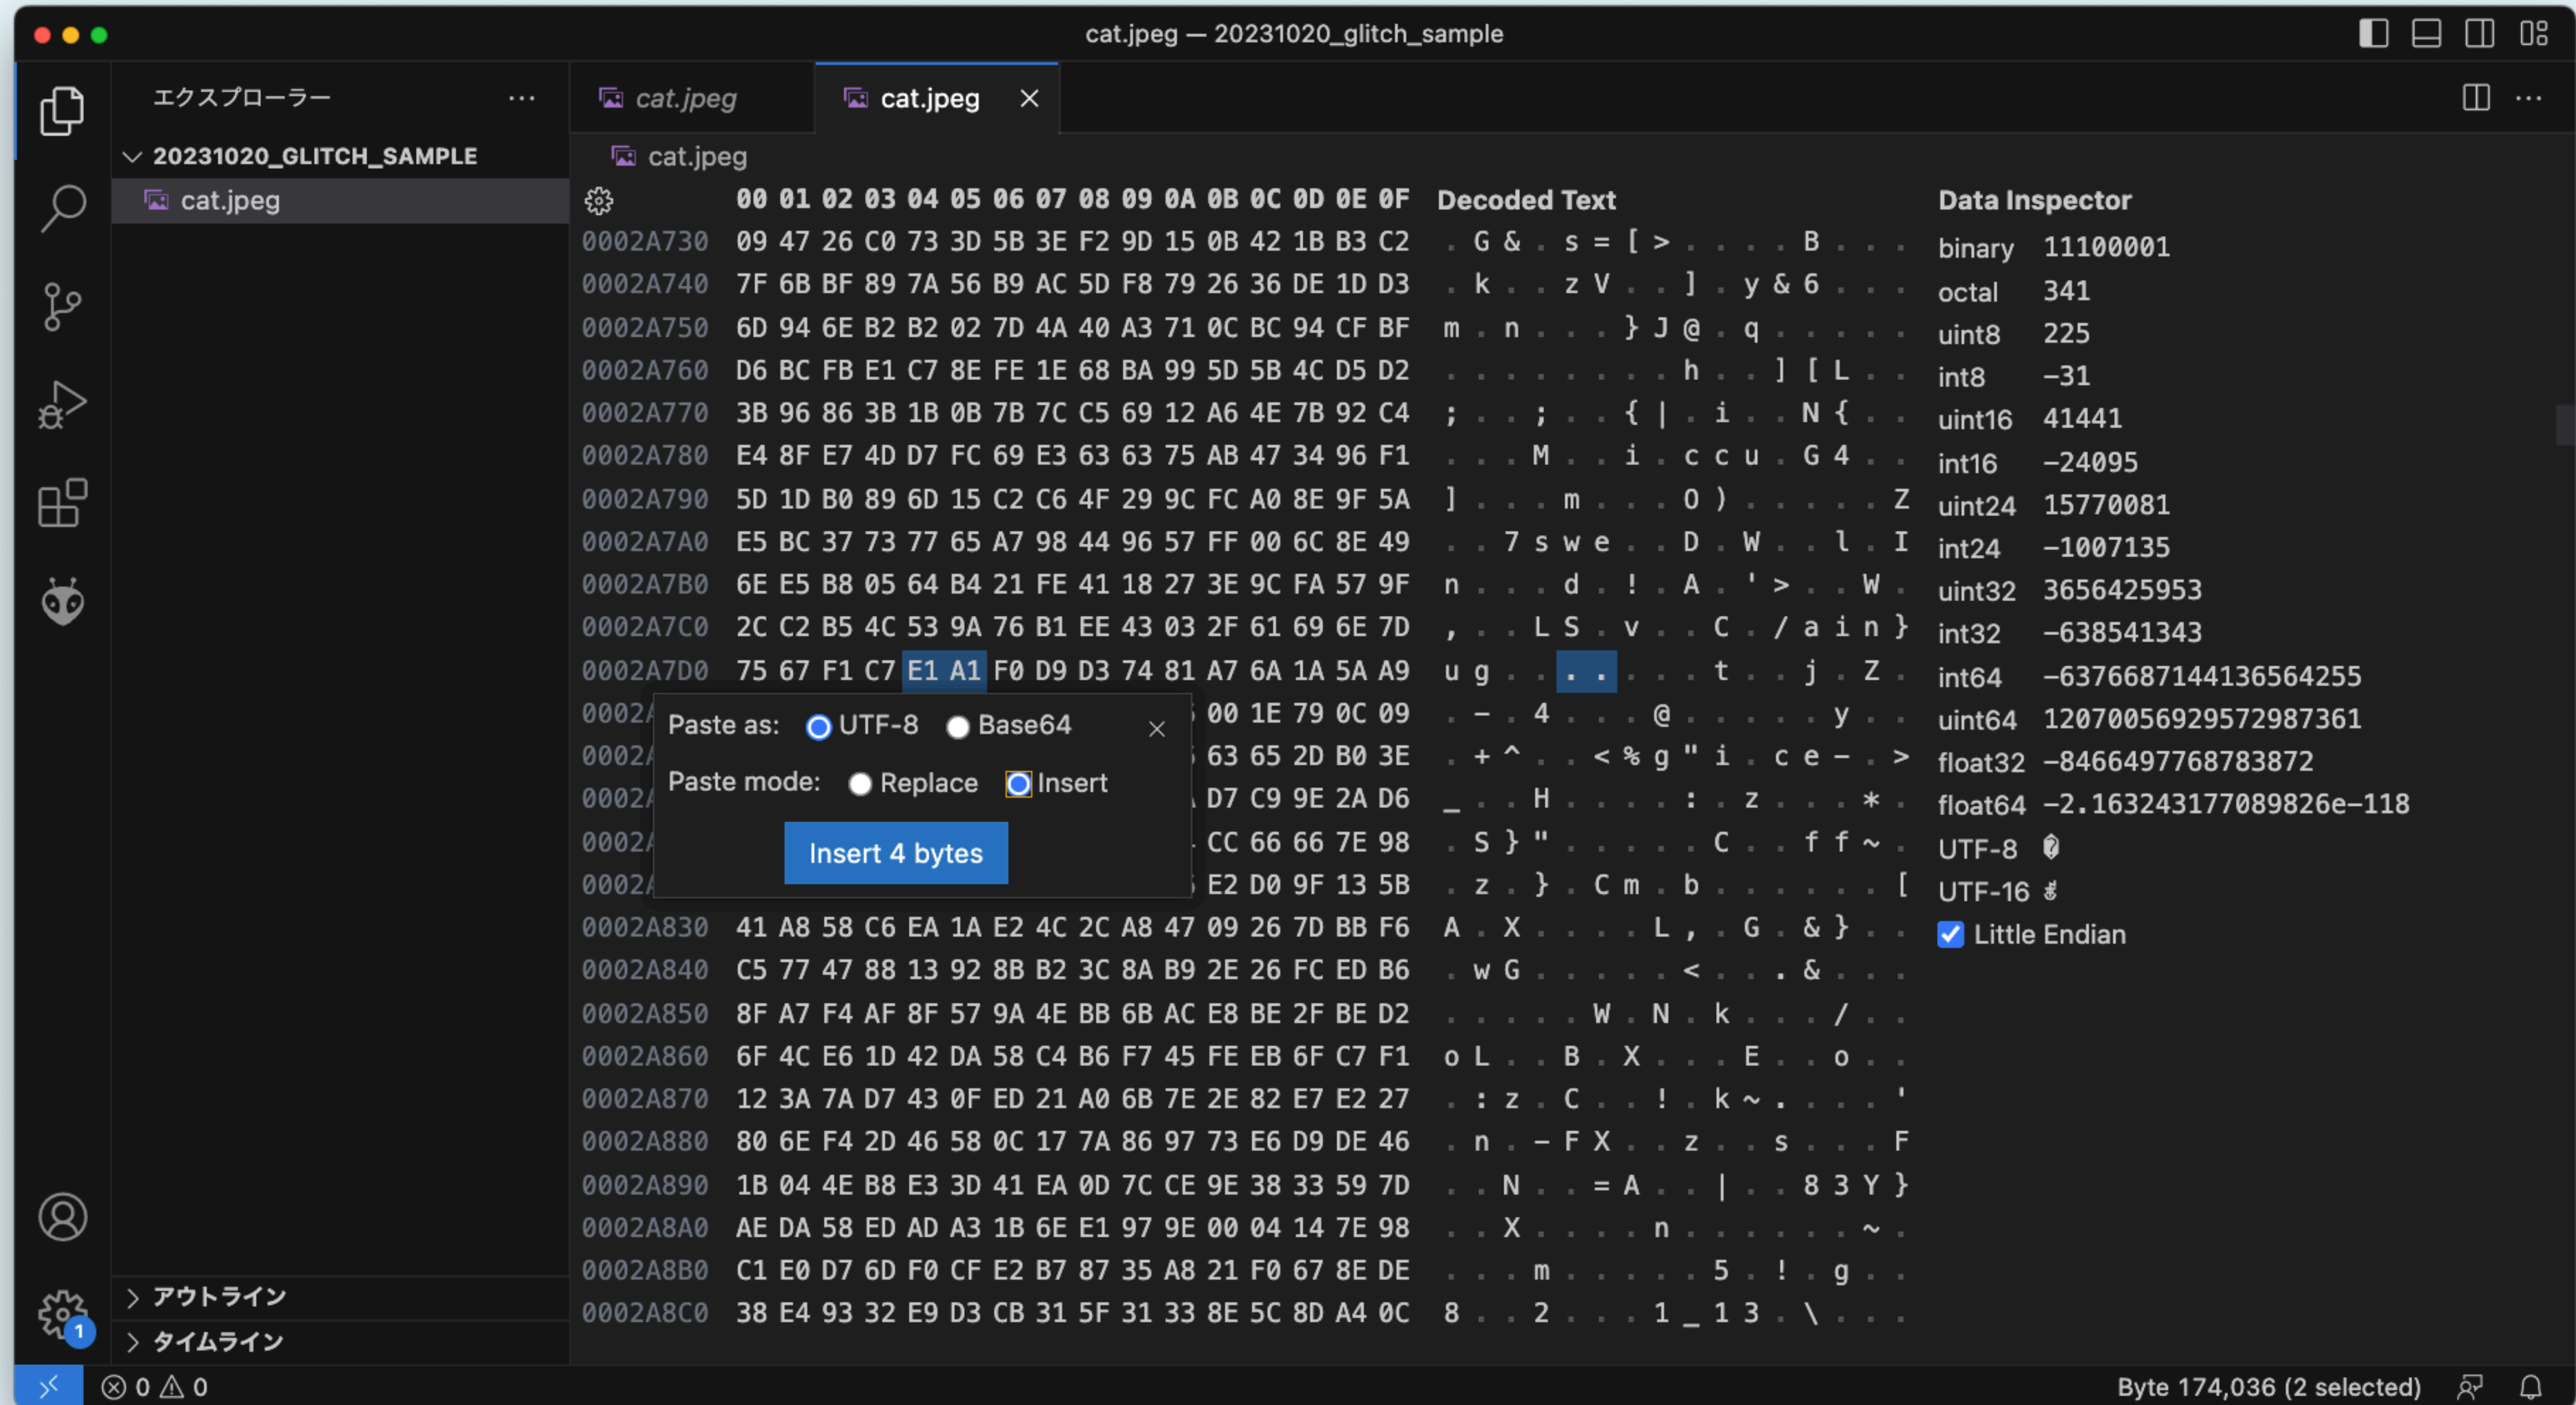 cat.jpeg — 20231020_glitch_sample
エクスプローラー
20231020_GLITCH_SAMPLE
cat.jpeg
アウトライン
タイムライン
cat.jpeg cat.jpeg
cat.jpeg
00 01 02 03 04 05 06 07 08 09 0A 0B 0C 0D 0E 0F Decoded Text
0002A730 09 47 26 C0 73 3D 5B 3E F2 9D 15 0B 42 1B B3 C2 . G & . s = [ > . . . . B . . .
0002A740 7F 6B BF 89 7A 56 B9 AC 5D F8 79 26 36 DE 1D D3 . k . . z V . . ] . y & 6 . . .
0002A750 6D 94 6E B2 B2 02 7D 4A 40 A3 71 0C BC 94 CF BF m . n . . . } J @ . q . . . . .
0002A760 D6 BC FB E1 C7 8E FE 1E 68 BA 99 5D 5B 4C D5 D2 . . . . . . . . h . . ] [ L . .
0002A770 3B 96 86 3B 1B 0B 7B 7C C5 69 12 A6 4E 7B 92 C4 ; . . ; . . { | . i . . N { . .
0002A780 E4 8F E7 4D D7 FC 69 E3 63 63 75 AB 47 34 96 F1 . . . M . . i . c c u . G 4 . .
0002A790 5D 1D B0 89 6D 15 C2 C6 4F 29 9C FC A0 8E 9F 5A ] . . . m . . . O ) . . . . . Z
0002A7A0 E5 BC 37 73 77 65 A7 98 44 96 57 FF 00 6C 8E 49 . . 7 s w e . . D . W . . l . I
0002A7B0 6E E5 B8 05 64 B4 21 FE 41 18 27 3E 9C FA 57 9F n . . . d . ! . A . ' > . . W .
0002A7C0 2C C2 B5 4C 53 9A 76 B1 EE 43 03 2F 61 69 6E 7D , . . L S . v . . C . / a i n }
0002A7D0 75 67 F1 C7 E1 A1 F0 D9 D3 74 81 A7 6A 1A 5A A9 u g . . . . . . . t . . j . Z .
0002A 00 1E 79 0C 09 . – . 4 . . . @ . . . . . y . .
0002A 63 65 2D B0 3E . + ^ . . < % g " i . c e – . >
0002A D7 C9 9E 2A D6 _ . . H . . . . : . z . . . * .
0002A CC 66 66 7E 98 . S } " . . . . . C . . f f ~ .
0002A E2 D0 9F 13 5B . z . } . C m . b . . . . . . [
0002A830 41 A8 58 C6 EA 1A E2 4C 2C A8 47 09 26 7D BB F6 A . X . . . . L , . G . & } . .
0002A840 C5 77 47 88 13 92 8B B2 3C 8A B9 2E 26 FC ED B6 . w G . . . . . < . . . & . . .
0002A850 8F A7 F4 AF 8F 57 9A 4E BB 6B AC E8 BE 2F BE D2 . . . . . W . N . k . . . / . .
0002A860 6F 4C E6 1D 42 DA 58 C4 B6 F7 45 FE EB 6F C7 F1 o L . . B . X . . . E . . o . .
0002A870 12 3A 7A D7 43 0F ED 21 A0 6B 7E 2E 82 E7 E2 27 . : z . C . . ! . k ~ . . . . '
0002A880 80 6E F4 2D 46 58 0C 17 7A 86 97 73 E6 D9 DE 46 . n . – F X . . z . . s . . . F
0002A890 1B 04 4E B8 E3 3D 41 EA 0D 7C CE 9E 38 33 59 7D . . N . . = A . . | . . 8 3 Y }
0002A8A0 AE DA 58 ED AD A3 1B 6E E1 97 9E 00 04 14 7E 98 . . X . . . . n . . . . . . ~ .
0002A8B0 C1 E0 D7 6D F0 CF E2 B7 87 35 A8 21 F0 67 8E DE . . . m . . . . . 5 . ! . g . .
0002A8C0 38 E4 93 32 E9 D3 CB 31 5F 31 33 8E 5C 8D A4 0C 8 . . 2 . . . 1 _ 1 3 . \ . . .
Paste as: UTF-8 Base64
Paste mode: Replace Insert
Insert 4 bytes
Data Inspector
binary 11100001
octal 341
uint8 225
int8 –31
uint16 41441
int16 –24095
uint24 15770081
int24 –1007135
uint32 3656425953
int32 –638541343
int64 –6376687144136564255
uint64 12070056929572987361
float32 –8466497768783872
float64 –2.163243177089826e–118
UTF-8 �
UTF-16
Little Endian
1
0 0
Byte 174,036 (2 selected)